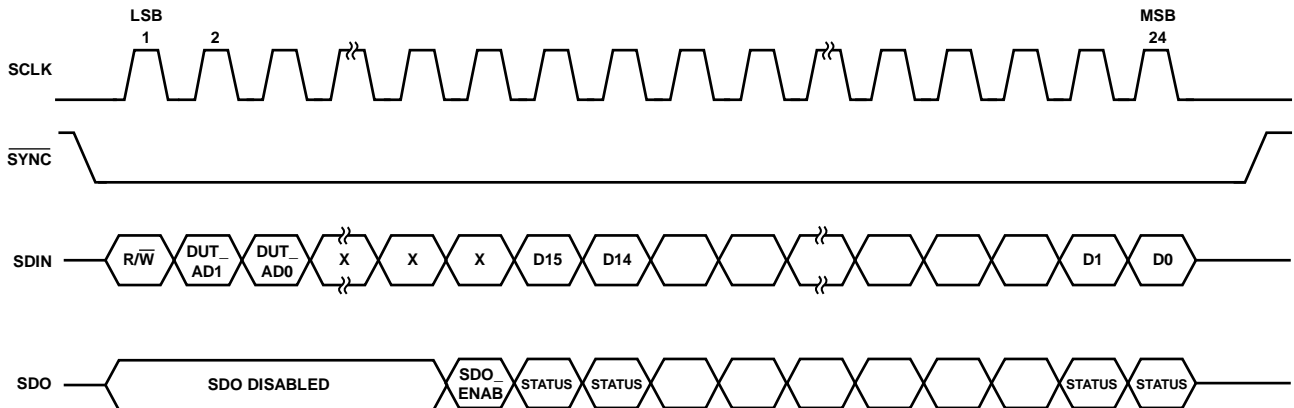 LSB MSB
1 2 24
SCLK
SYNC
SDIN R/W DUT_ AD1 DUT_ AD0 X X X D15 D14 D1 D0
SDO SDO DISABLED SDO_ ENAB STATUS STATUS STATUS STATUS